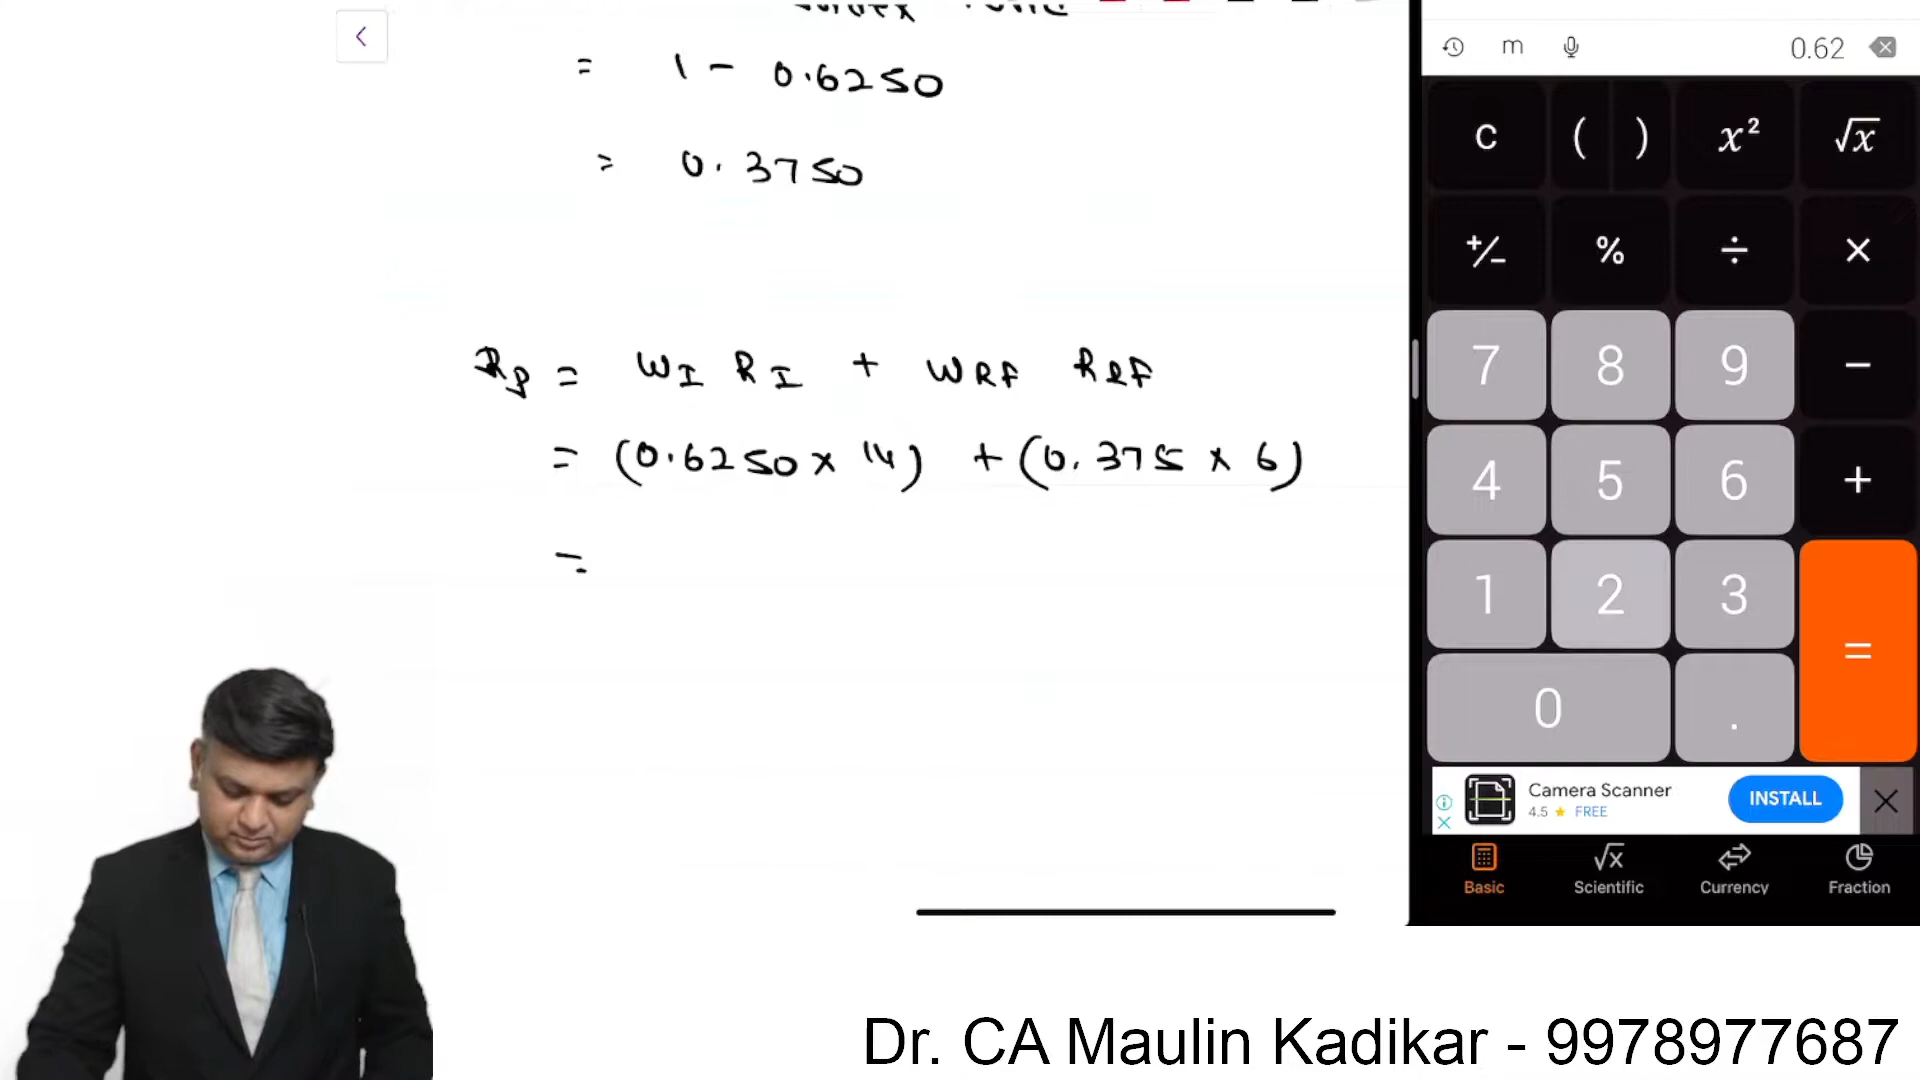 = 1 - 0.6250
= 0.3750
Rp = WI RI + WRF RRF
= (0.6250 × 14) + (0.375 × 6)
=
m 0.62
C ( ) x² √x
+/- % ÷ ×
7 8 9 -
4 5 6 +
1 2 3 =
0 .
Camera Scanner
4.5 ★ FREE
INSTALL
Basic Scientific Currency Fraction
Dr. CA Maulin Kadikar - 9978977687